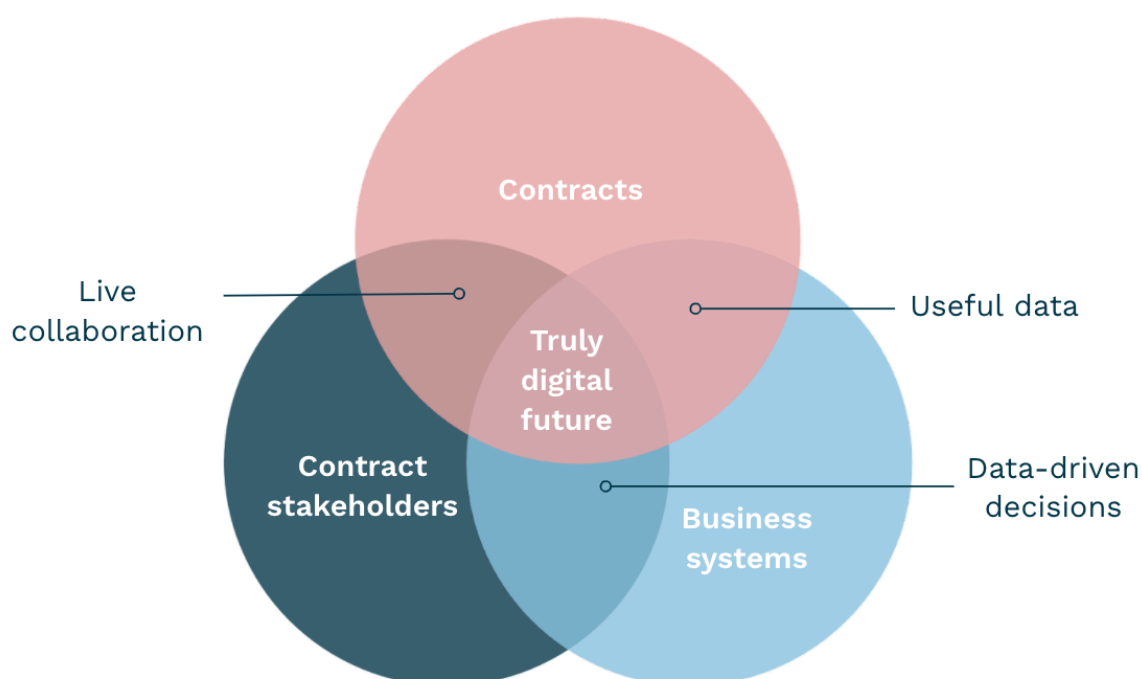 Contracts
Live
collaboration
Useful data
Truly
digital
future
Contract
stakeholders
Data-driven
decisions
Business
systems